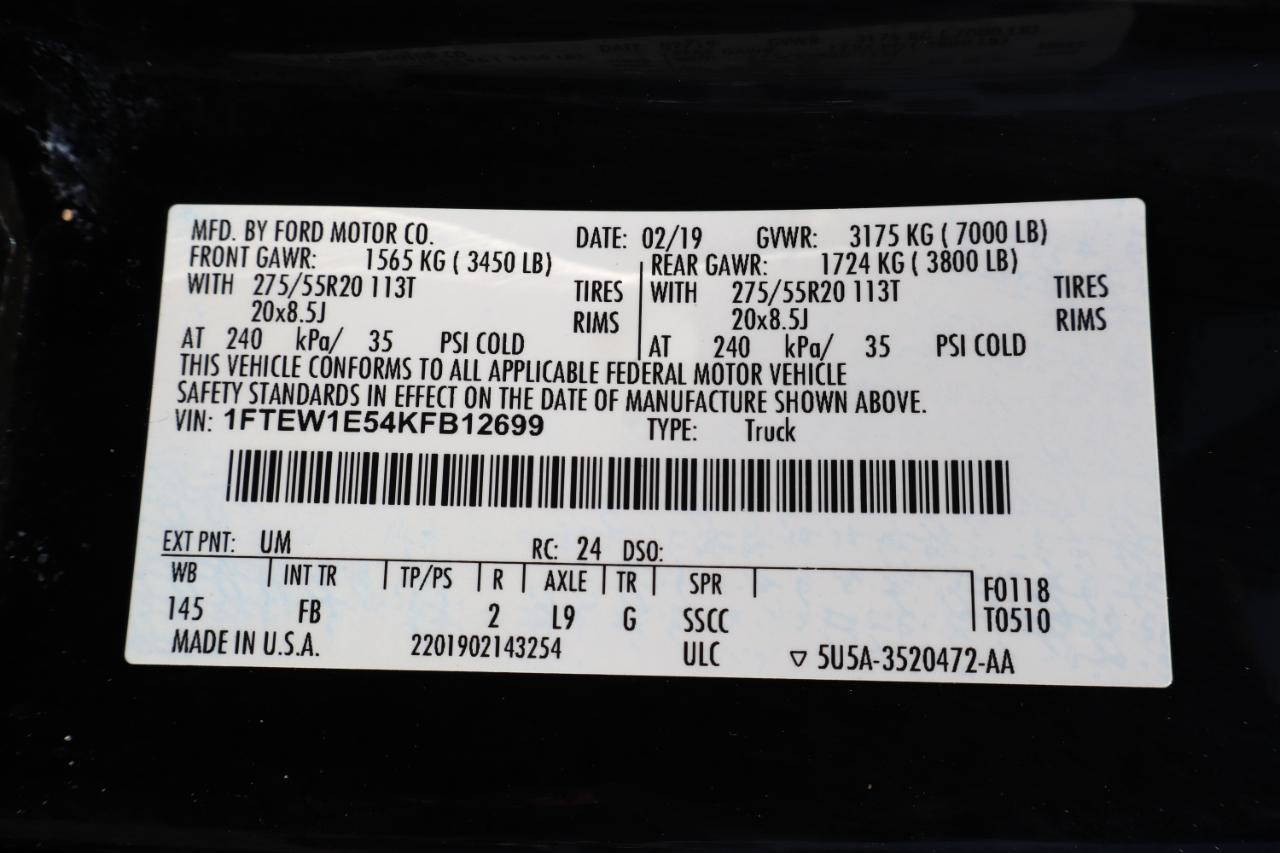 MFD. BY FORD MOTOR CO. DATE: 02/19 GVWR: 3175 KG ( 7000 LB)
FRONT GAWR: 1565 KG ( 3450 LB) REAR GAWR: 1724 KG ( 3800 LB)
WITH 275/55R20 113T TIRES WITH 275/55R20 113T TIRES
20x8.5J RIMS 20x8.5J RIMS
AT 240 kPa/ 35 PSI COLD AT 240 kPa/ 35 PSI COLD
THIS VEHICLE CONFORMS TO ALL APPLICABLE FEDERAL MOTOR VEHICLE
SAFETY STANDARDS IN EFFECT ON THE DATE OF MANUFACTURE SHOWN ABOVE.
VIN: 1FTEW1E54KFB12699 TYPE: Truck
EXT PNT: UM RC: 24 DSO:
WB INT TR TP/PS R AXLE TR SPR F0118
145 FB 2 L9 G SSCC T0510
MADE IN U.S.A. 2201902143254 ULC ▽ 5U5A-3520472-AA